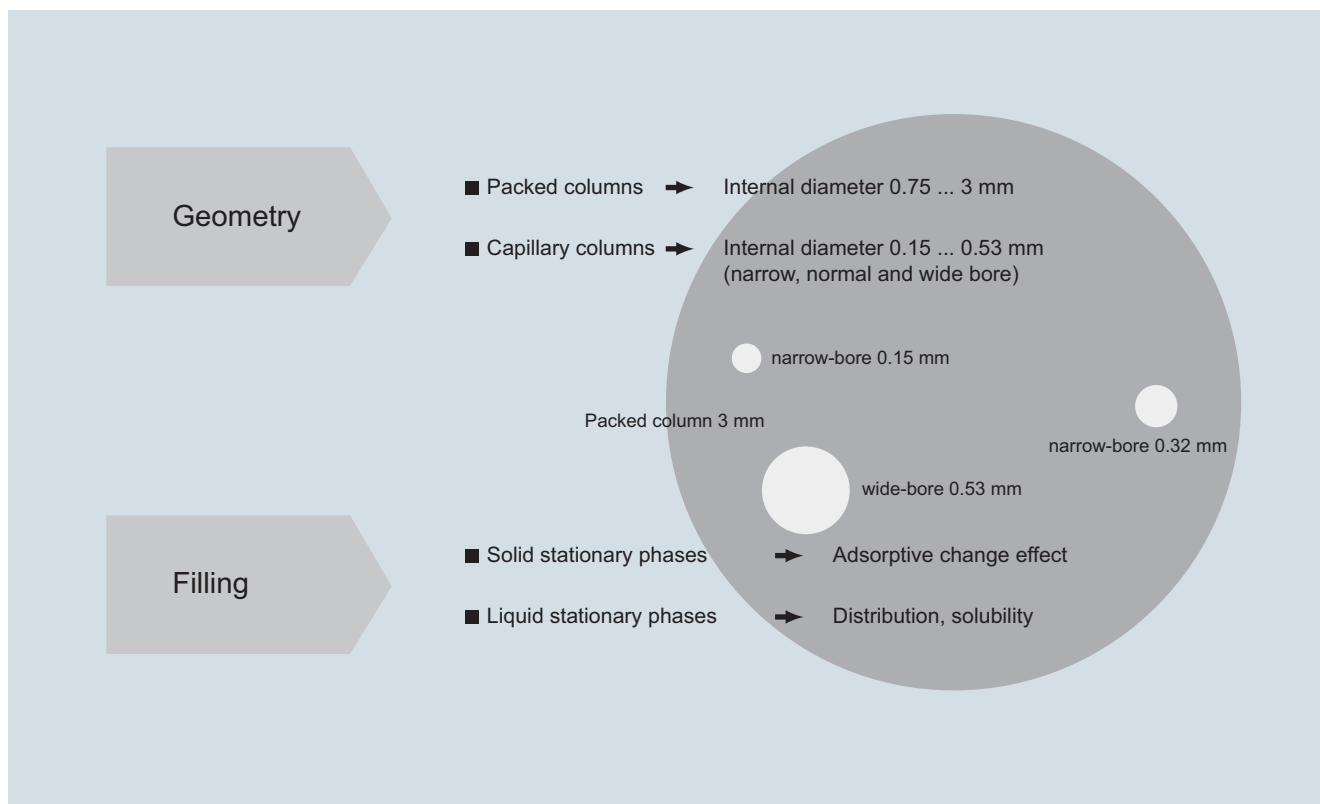 Geometry
Packed columns
Internal diameter 0.75 ... 3 mm
Capillary columns
Internal diameter 0.15 ... 0.53 mm
(narrow, normal and wide bore)
narrow-bore 0.15 mm
Packed column 3 mm
narrow-bore 0.32 mm
wide-bore 0.53 mm
Filling
Solid stationary phases
Adsorptive change effect
Liquid stationary phases
Distribution, solubility